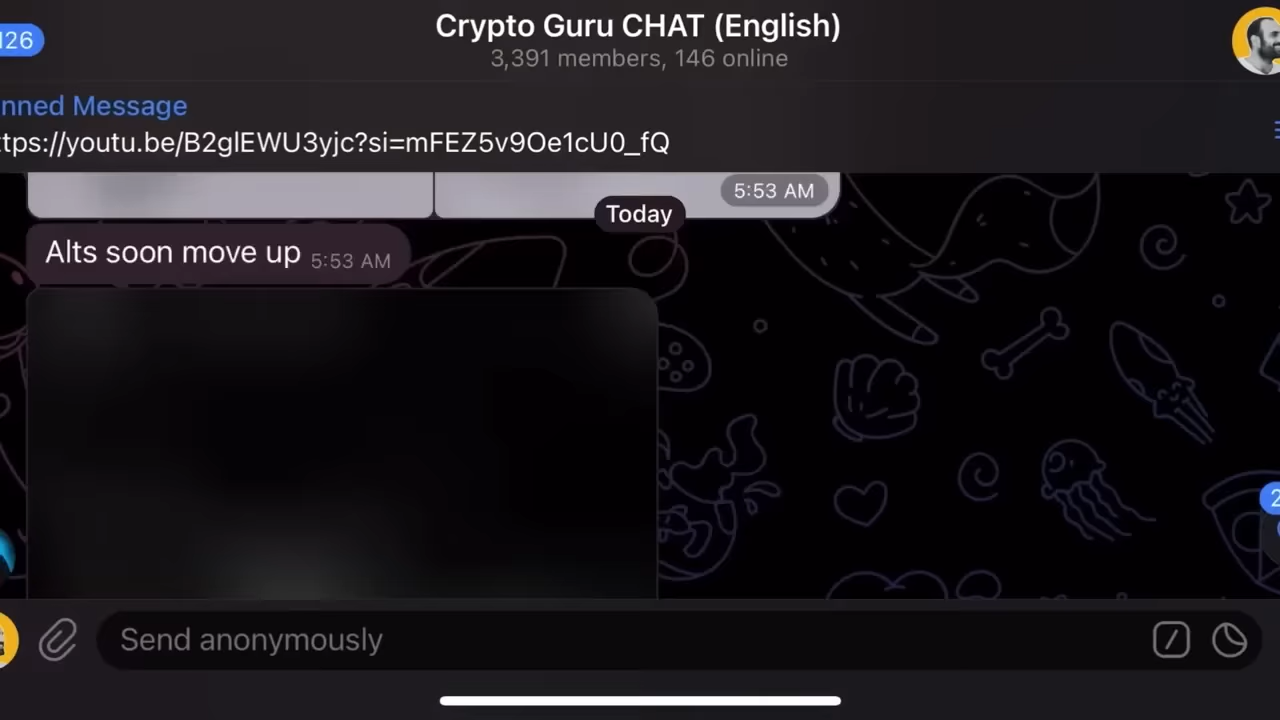 126
Crypto Guru CHAT (English)
3,391 members, 146 online
nned Message
ttps://youtu.be/B2glEWU3yjc?si=mFEZ5v9Oe1cU0_fQ
5:53 AM
Today
Alts soon move up 5:53 AM
2
Send anonymously